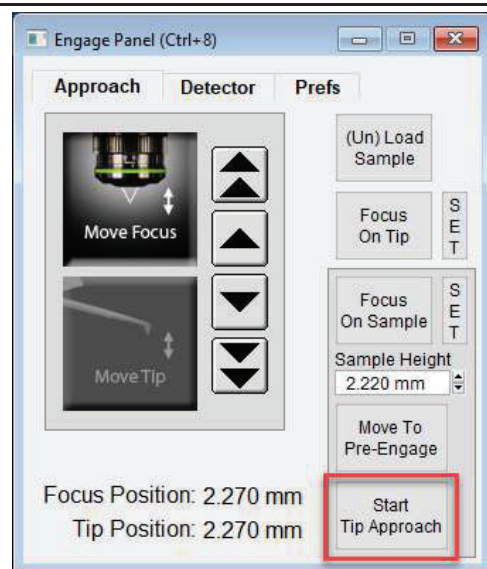 Engage Panel (Ctrl+8)
Approach Detector Prefs
Move Focus
Move Tip
(Un) Load
Sample
Focus
On Tip
S
E
T
Focus
On Sample
S
E
T
Sample Height
2.220 mm
Move To
Pre-Engage
Start
Tip Approach
Focus Position: 2.270 mm
Tip Position: 2.270 mm